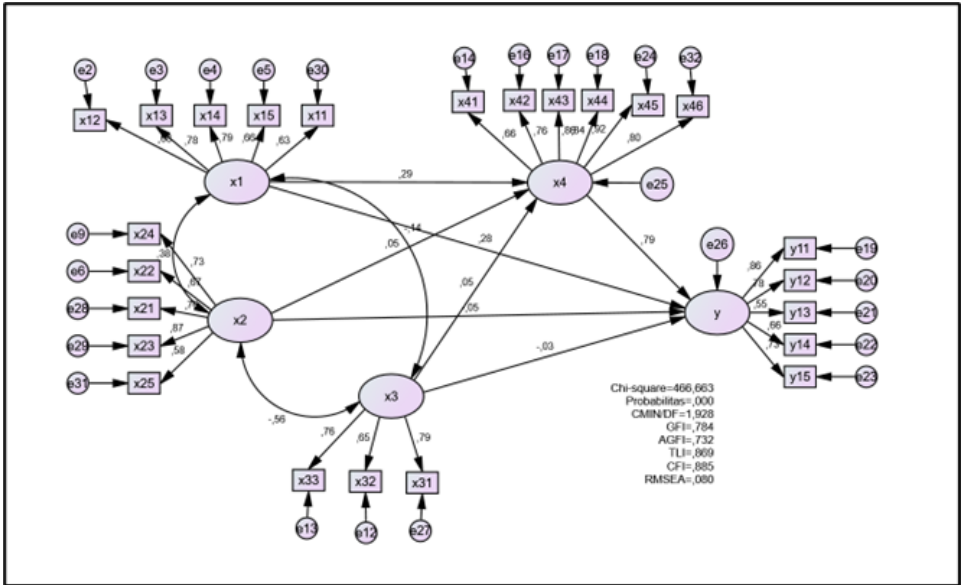 e2
e3
e4
e5
e30
x12
x13
x14
x15
x11
,78
,79
,66
,63
x1
e14
e16
e17
e18
e24
e32
x41
x42
x43
x44
x45
x46
,66
,76
,92
,80
x4
e25
,29
-,14
,28
,05
,05
,05
-,03
,79
e9
e6
e28
e29
e31
x24
x22
x21
x23
x25
,38
,73
,67
,87
,58
x2
-,56
x3
,76
,65
,79
x33
x32
x31
e13
e12
e27
e26
y
,86
,78
,55
,66
,73
y11
y12
y13
y14
y15
e19
e20
e21
e22
e23
Chi-square=466,663
Probabilitas=,000
CMIN/DF=1,928
GFI=,784
AGFI=,732
TLI=,869
CFI=,885
RMSEA=,080